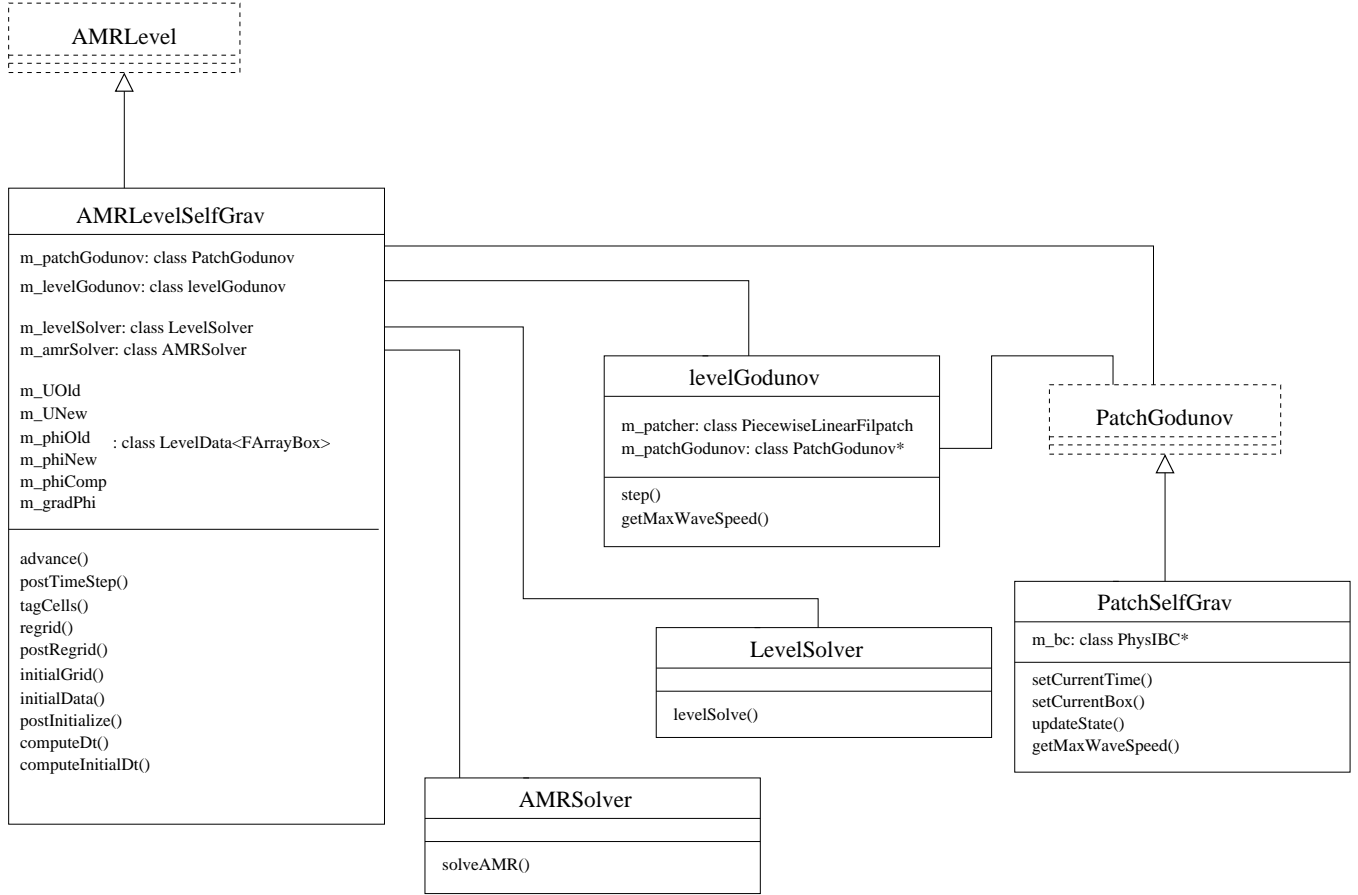 AMRLevel
AMRLevelSelfGrav
m_patchGodunov: class PatchGodunov
m_levelGodunov: class levelGodunov
m_levelSolver: class LevelSolver
m_amrSolver: class AMRSolver
m_UOld
m_UNew
m_phiOld
: class LevelData<FArrayBox>
m_phiNew
m_phiComp
m_gradPhi
advance()
postTimeStep()
tagCells()
regrid()
postRegrid()
initialGrid()
initialData()
postInitialize()
computeDt()
computeInitialDt()
levelGodunov
m_patcher: class PiecewiseLinearFilpatch
m_patchGodunov: class PatchGodunov*
step()
getMaxWaveSpeed()
PatchGodunov
PatchSelfGrav
m_bc: class PhysIBC*
setCurrentTime()
setCurrentBox()
updateState()
getMaxWaveSpeed()
LevelSolver
levelSolve()
AMRSolver
solveAMR()